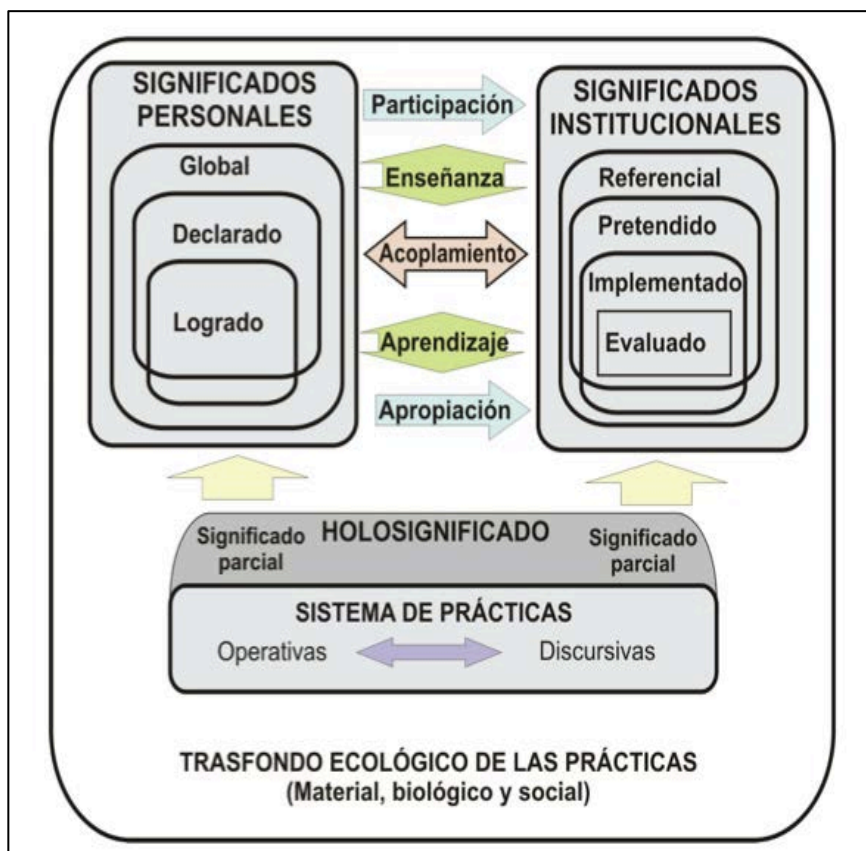 SIGNIFICADOS
PERSONALES
Global
Declarado
Logrado
Participación
Enseñanza
Acoplamiento
Aprendizaje
Apropiación
SIGNIFICADOS
INSTITUCIONALES
Referencial
Pretendido
Implementado
Evaluado
Significado
parcial
HOLOSIGNIFICADO
Significado
parcial
SISTEMA DE PRÁCTICAS
Operativas
Discursivas
TRASFONDO ECOLÓGICO DE LAS PRÁCTICAS
(Material, biológico y social)